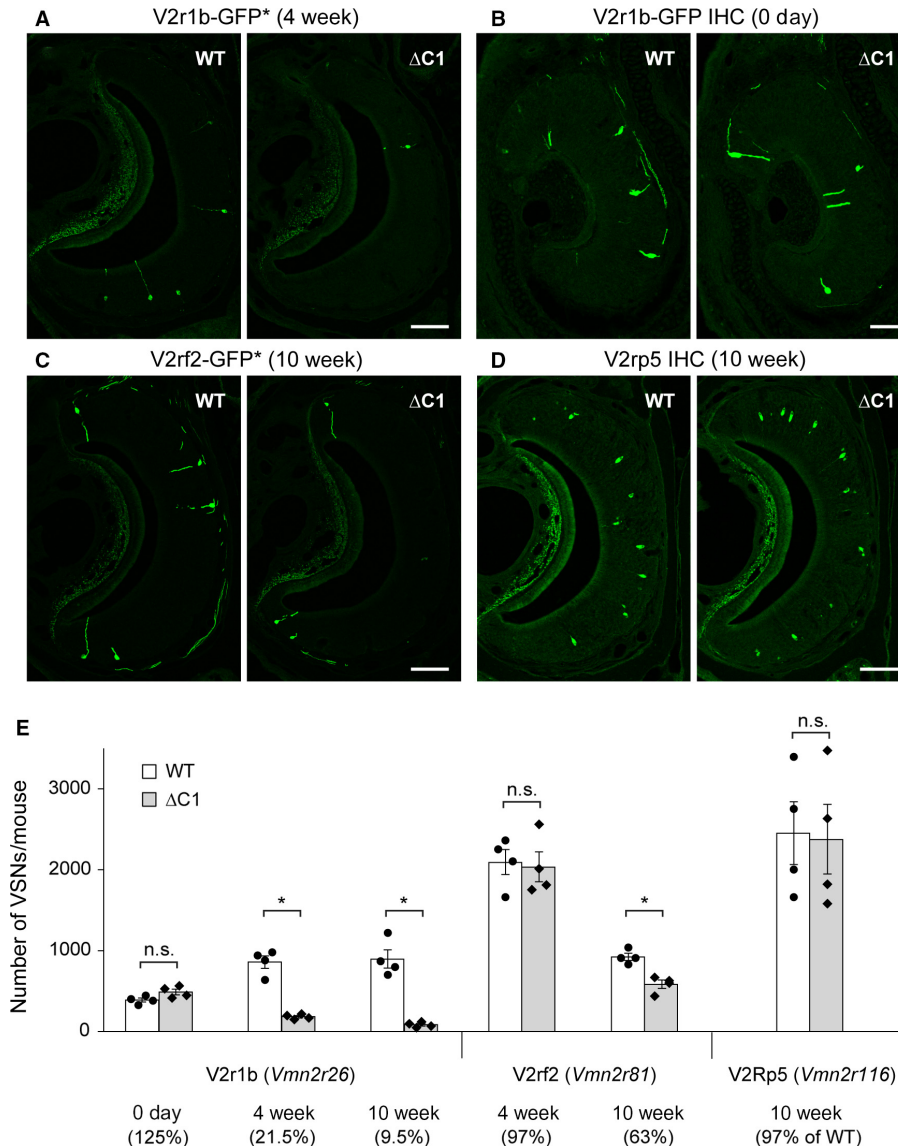 A V2r1b-GFP* (4 week)
WT ΔC1
B V2r1b-GFP IHC (0 day)
WT ΔC1
C V2rf2-GFP* (10 week)
WT ΔC1
D V2rp5 IHC (10 week)
WT ΔC1
E
Number of VSNs/mouse
3000
2000
1000
0
WT
ΔC1
n.s.
*
*
n.s.
*
n.s.
V2r1b (Vmn2r26) V2rf2 (Vmn2r81) V2Rp5 (Vmn2r116)
0 day 4 week 10 week 4 week 10 week 10 week
(125%) (21.5%) (9.5%) (97%) (63%) (97% of WT)